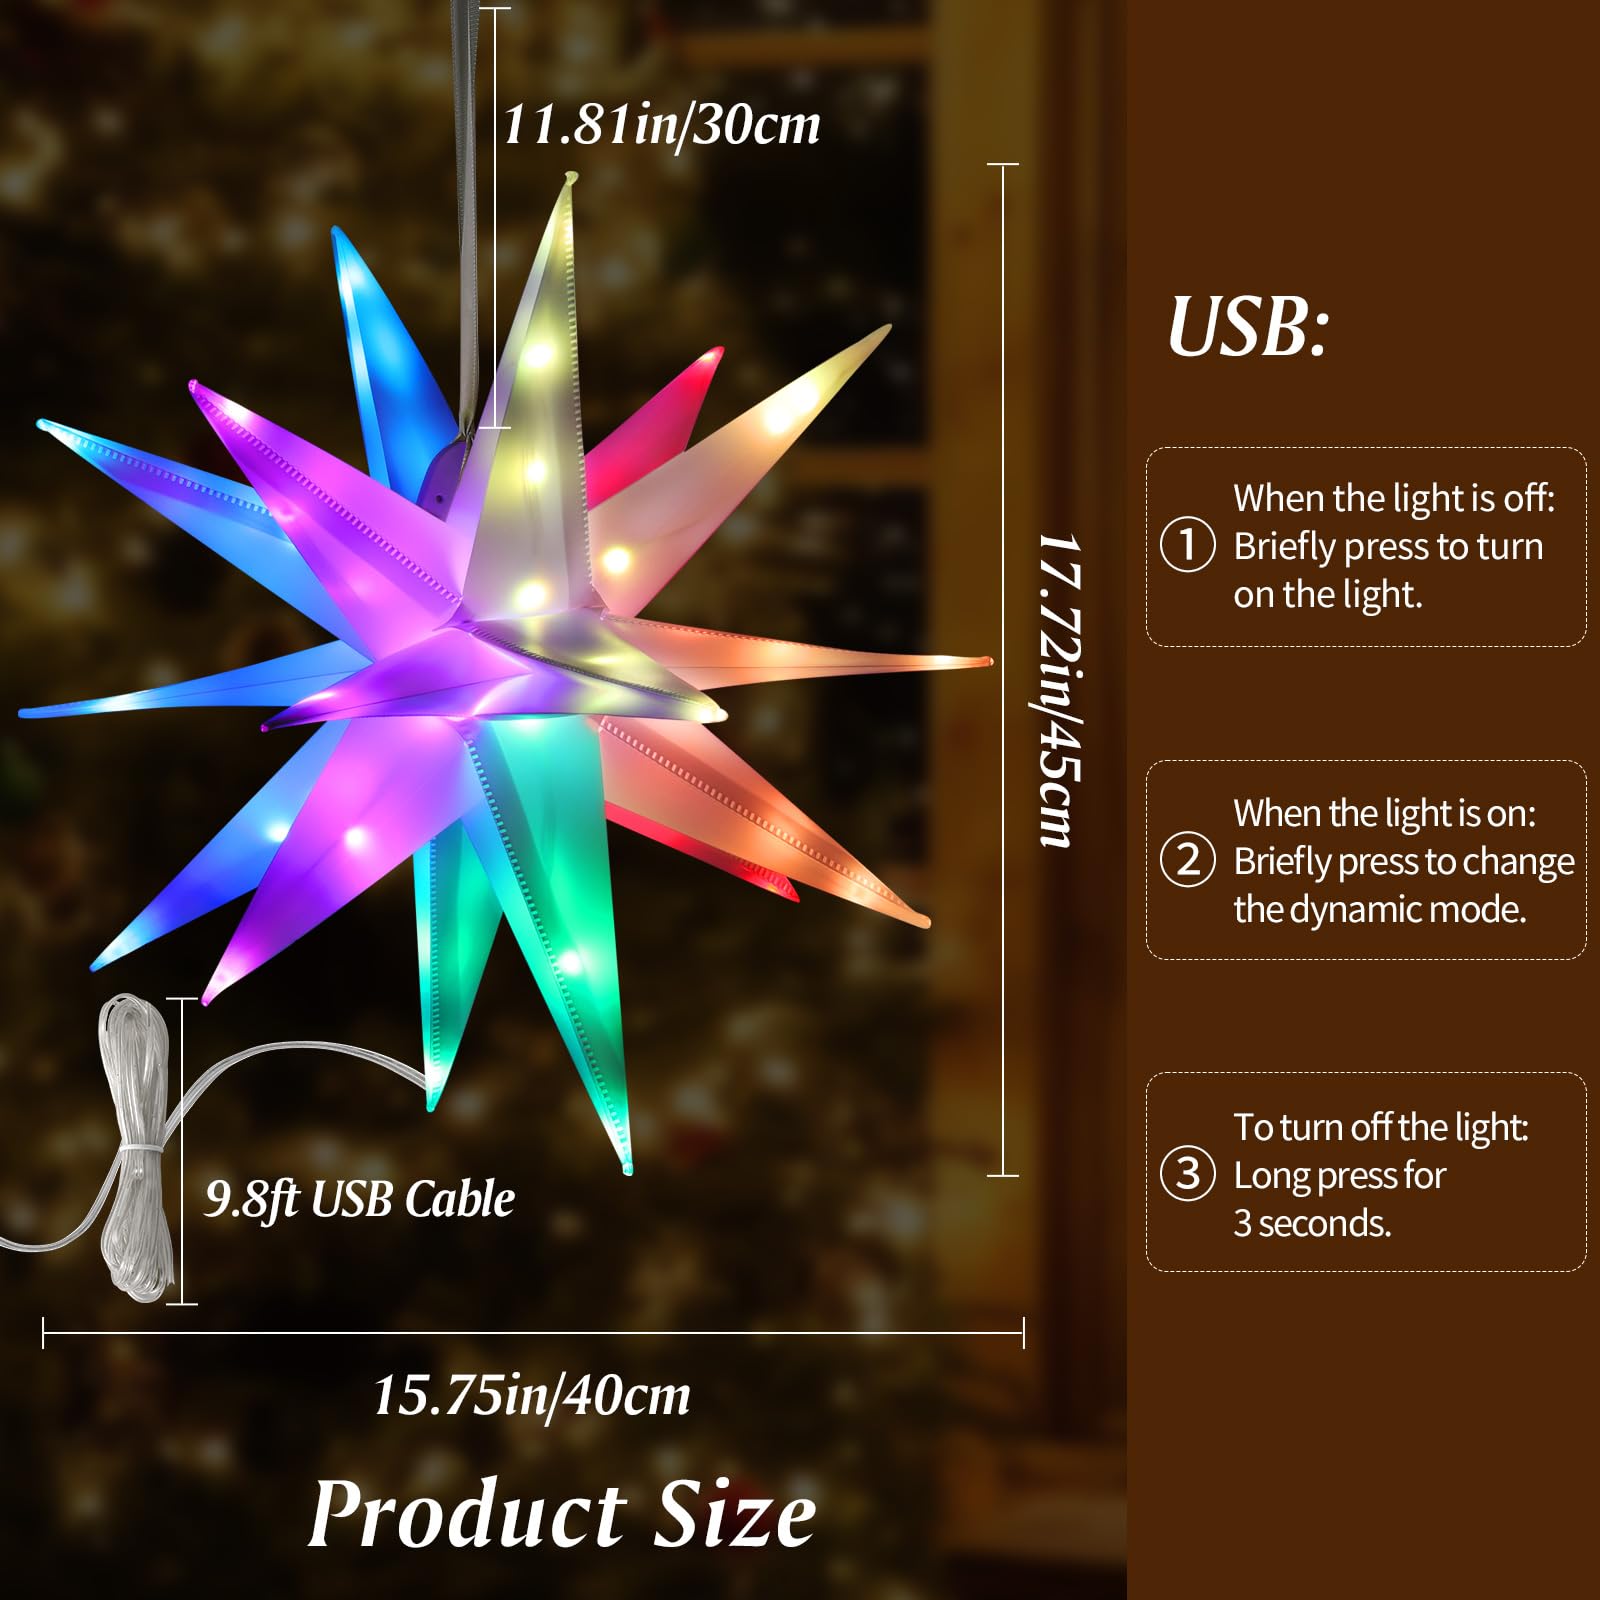 11.81in/30cm
17.72in/45cm
9.8ft USB Cable
15.75in/40cm
Product Size
USB:
1
When the light is off:
Briefly press to turn
on the light.
2
When the light is on:
Briefly press to change
the dynamic mode.
3
To turn off the light:
Long press for
3 seconds.